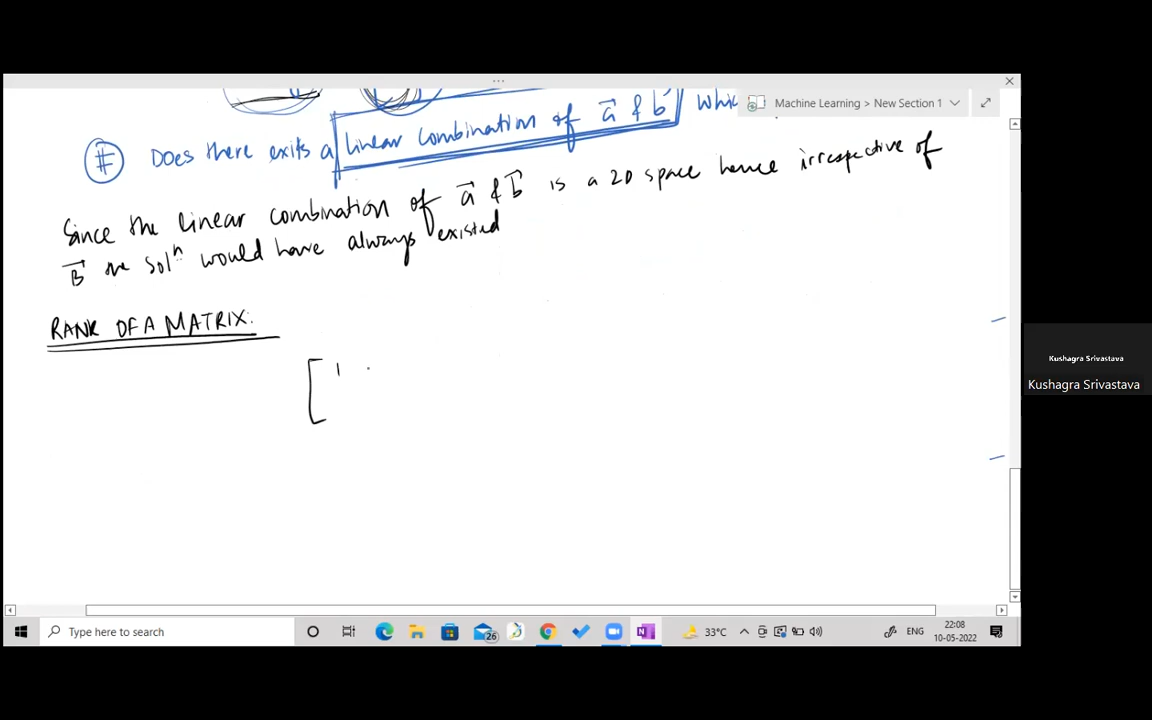 Machine Learning > New Section 1
Does there exits a linear combination of a & b whic
Since the linear combination of a & b is a 2D space hence irrespective of
B the solⁿ would have always existed
RANK OF A MATRIX:
[ 1
Kushagra Srivastava
Kushagra Srivastava
Type here to search
26
33°C
ENG
22:08
10-05-2022